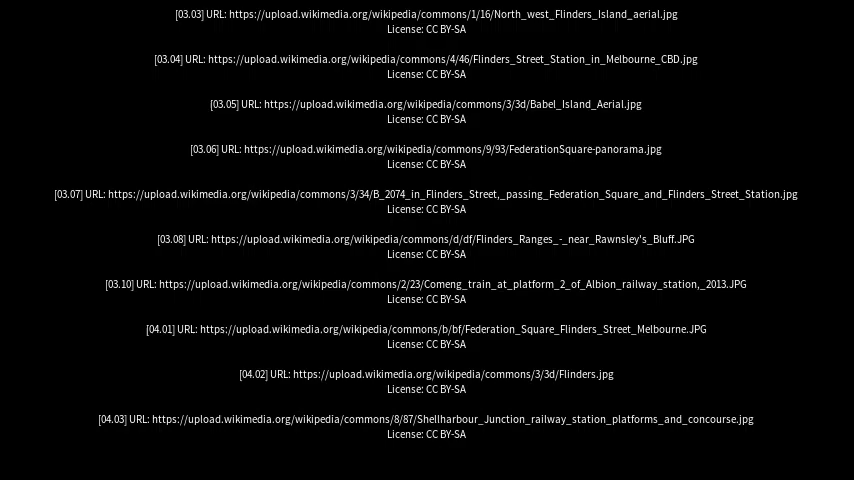 [03.03] URL: https://upload.wikimedia.org/wikipedia/commons/1/16/North_west_Flinders_Island_aerial.jpg
License: CC BY-SA
[03.04] URL: https://upload.wikimedia.org/wikipedia/commons/4/46/Flinders_Street_Station_in_Melbourne_CBD.jpg
License: CC BY-SA
[03.05] URL: https://upload.wikimedia.org/wikipedia/commons/3/3d/Babel_Island_Aerial.jpg
License: CC BY-SA
[03.06] URL: https://upload.wikimedia.org/wikipedia/commons/9/93/FederationSquare-panorama.jpg
License: CC BY-SA
[03.07] URL: https://upload.wikimedia.org/wikipedia/commons/3/34/B_2074_in_Flinders_Street,_passing_Federation_Square_and_Flinders_Street_Station.jpg
License: CC BY-SA
[03.08] URL: https://upload.wikimedia.org/wikipedia/commons/d/df/Flinders_Ranges_-_near_Rawnsley's_Bluff.JPG
License: CC BY-SA
[03.10] URL: https://upload.wikimedia.org/wikipedia/commons/2/23/Comeng_train_at_platform_2_of_Albion_railway_station,_2013.JPG
License: CC BY-SA
[04.01] URL: https://upload.wikimedia.org/wikipedia/commons/b/bf/Federation_Square_Flinders_Street_Melbourne.JPG
License: CC BY-SA
[04.02] URL: https://upload.wikimedia.org/wikipedia/commons/3/3d/Flinders.jpg
License: CC BY-SA
[04.03] URL: https://upload.wikimedia.org/wikipedia/commons/8/87/Shellharbour_Junction_railway_station_platforms_and_concourse.jpg
License: CC BY-SA